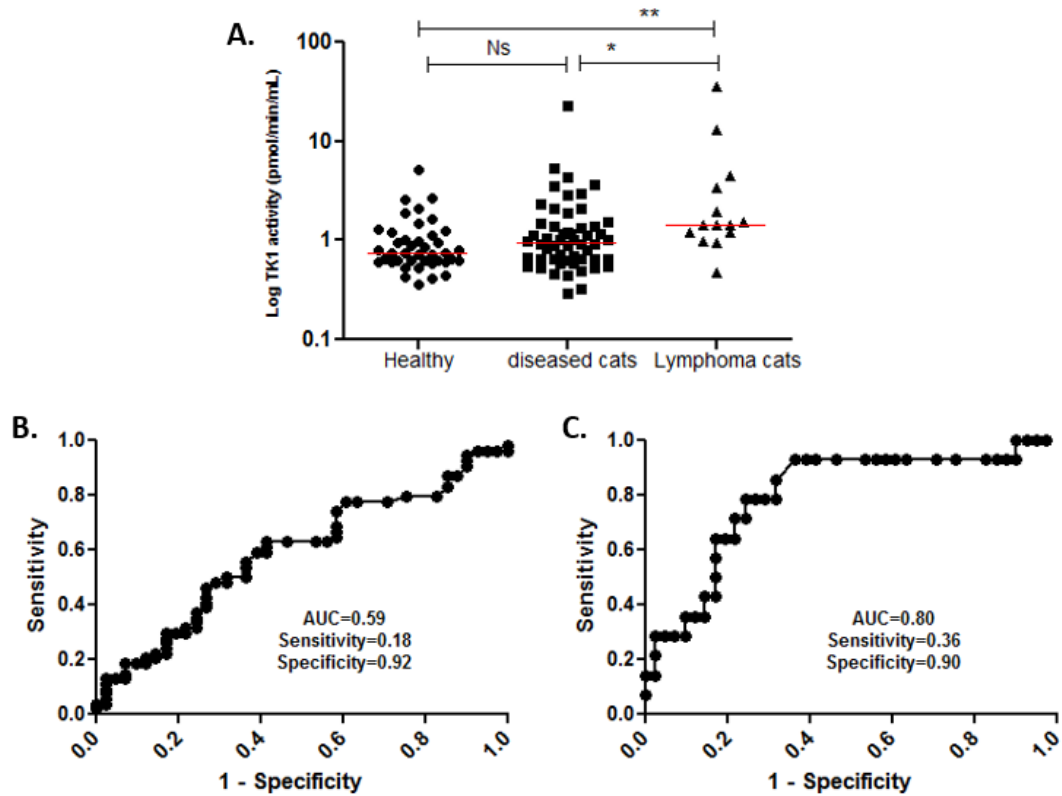 A.
**
Ns
*
Log TK1 activity (pmol/min/mL)
100
10
1
0.1
Healthy
diseased cats
Lymphoma cats
B.
Sensitivity
1.0
0.8
0.6
0.4
0.2
0.0
AUC=0.59
Sensitivity=0.18
Specificity=0.92
0.0
0.2
0.4
0.6
0.8
1.0
1 - Specificity
C.
Sensitivity
1.0
0.8
0.6
0.4
0.2
0.0
AUC=0.80
Sensitivity=0.36
Specificity=0.90
0.0
0.2
0.4
0.6
0.8
1.0
1 - Specificity